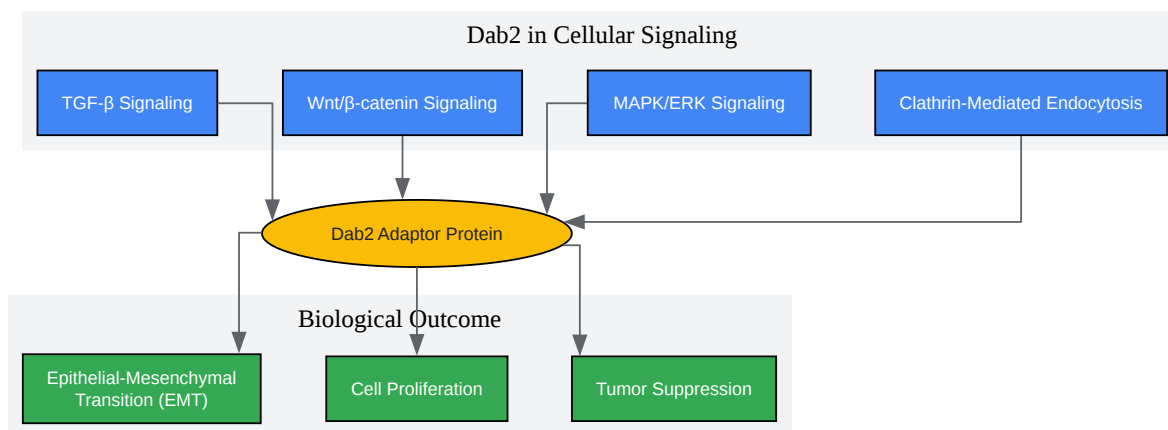 Dab2 in Cellular Signaling
TGF-β Signaling
Wnt/β-catenin Signaling
MAPK/ERK Signaling
Clathrin-Mediated Endocytosis
Dab2 Adaptor Protein
Biological Outcome
Epithelial-Mesenchymal
Transition (EMT)
Cell Proliferation
Tumor Suppression